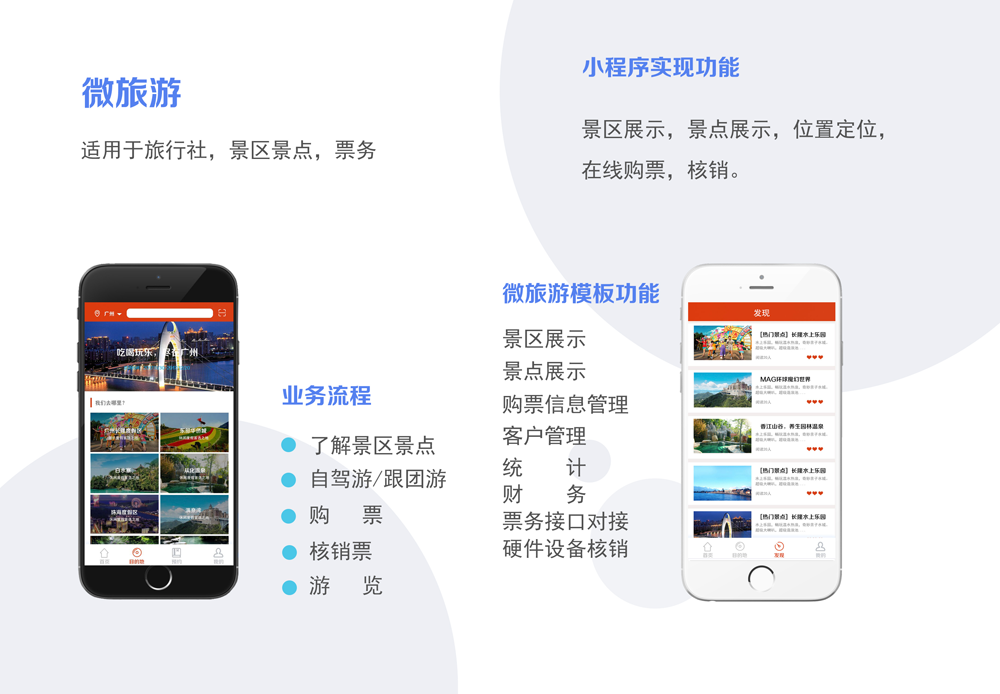 微旅游
适用于旅行社，景区景点，票务
小程序实现功能
景区展示，景点展示，位置定位，
在线购票，核销。
广州
吃喝玩乐，尽在广州
我们去哪里?
广州长隆度假区
白水寨
从化温泉
珠海度假区
首页
目的地
我的
业务流程
了解景区景点
自驾游/跟团游
购 票
核销票
游 览
微旅游模板功能
景区展示
景点展示
购票信息管理
客户管理
统 计
财 务
票务接口对接
硬件设备核销
发现
【热门景点】长隆水上乐园
MAG环球魔幻世界
香江山谷，养生园林温泉
【热门景点】长隆水上乐园
【热门景点】长隆水上乐园
首页
目的地
发现
我的